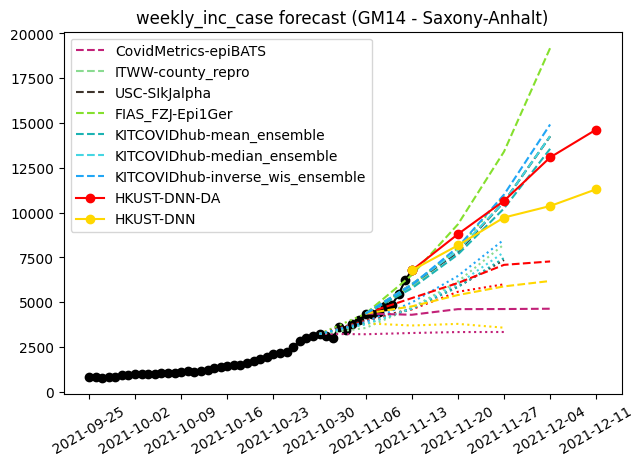 weekly_inc_case forecast (GM14 - Saxony-Anhalt)
20000
17500
15000
12500
10000
7500
5000
2500
0
CovidMetrics-epiBATS
ITWW-county_repro
USC-SIkJalpha
FIAS_FZJ-Epi1Ger
KITCOVIDhub-mean_ensemble
KITCOVIDhub-median_ensemble
KITCOVIDhub-inverse_wis_ensemble
HKUST-DNN-DA
HKUST-DNN
2021-09-25
2021-10-02
2021-10-09
2021-10-16
2021-10-23
2021-10-30
2021-11-06
2021-11-13
2021-11-20
2021-11-27
2021-12-04
2021-12-11